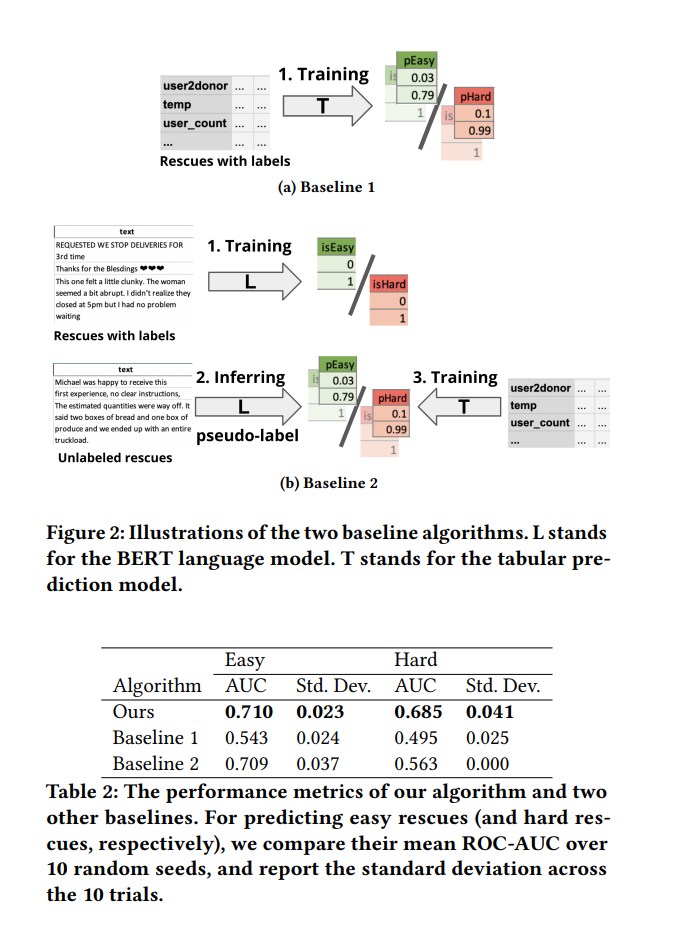 1. Training
user2donor ... ...
temp ... ...
user_count ... ...
...
T
pEasy
is 0.03
0.79
1
pHard
0.1
is 0.99
1
Rescues with labels
(a) Baseline 1
text
REQUESTED WE STOP DELIVERIES FOR
3rd time
Thanks for the Blesdings ❤❤❤
This one felt a little clunky. The woman
seemed a bit abrupt. I didn't realize they
closed at 5pm but I had no problem
waiting
Rescues with labels
1. Training
L
isEasy
0
1
isHard
0
1
text
Michael was happy to receive this
first experience, no clear instructions,
The estimated quantities were way off. It
said two boxes of bread and one box of
produce and we ended up with an entire
truckload.
Unlabeled rescues
2. Inferring
L
pseudo-label
pEasy
is 0.03
0.79
1
pHard
0.1
is 0.99
1
3. Training
T
user2donor ... ...
temp ... ...
user_count ... ...
... 
(b) Baseline 2
Figure 2: Illustrations of the two baseline algorithms. L stands
for the BERT language model. T stands for the tabular pre-
diction model.
Easy Hard
Algorithm AUC Std. Dev. AUC Std. Dev.
Ours 0.710 0.023 0.685 0.041
Baseline 1 0.543 0.024 0.495 0.025
Baseline 2 0.709 0.037 0.563 0.000
Table 2: The performance metrics of our algorithm and two
other baselines. For predicting easy rescues (and hard res-
cues, respectively), we compare their mean ROC-AUC over
10 random seeds, and report the standard deviation across
the 10 trials.